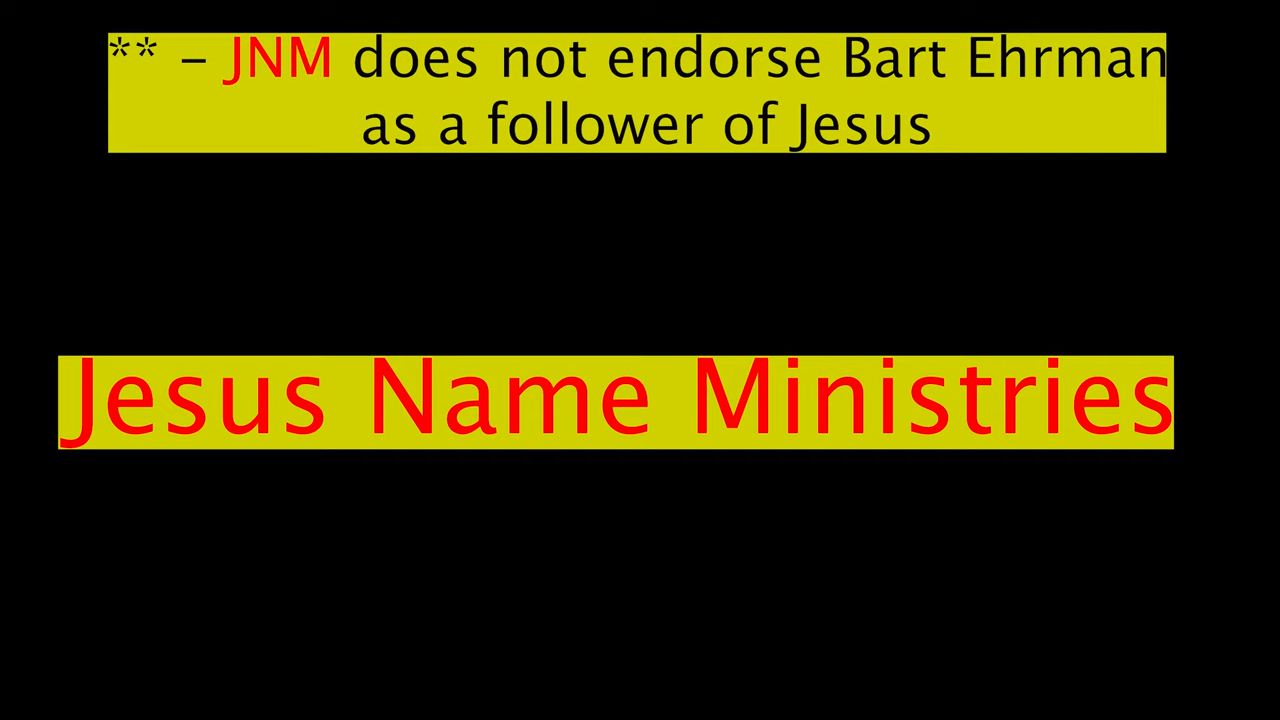 ** – JNM does not endorse Bart Ehrman
as a follower of Jesus
Jesus Name Ministries